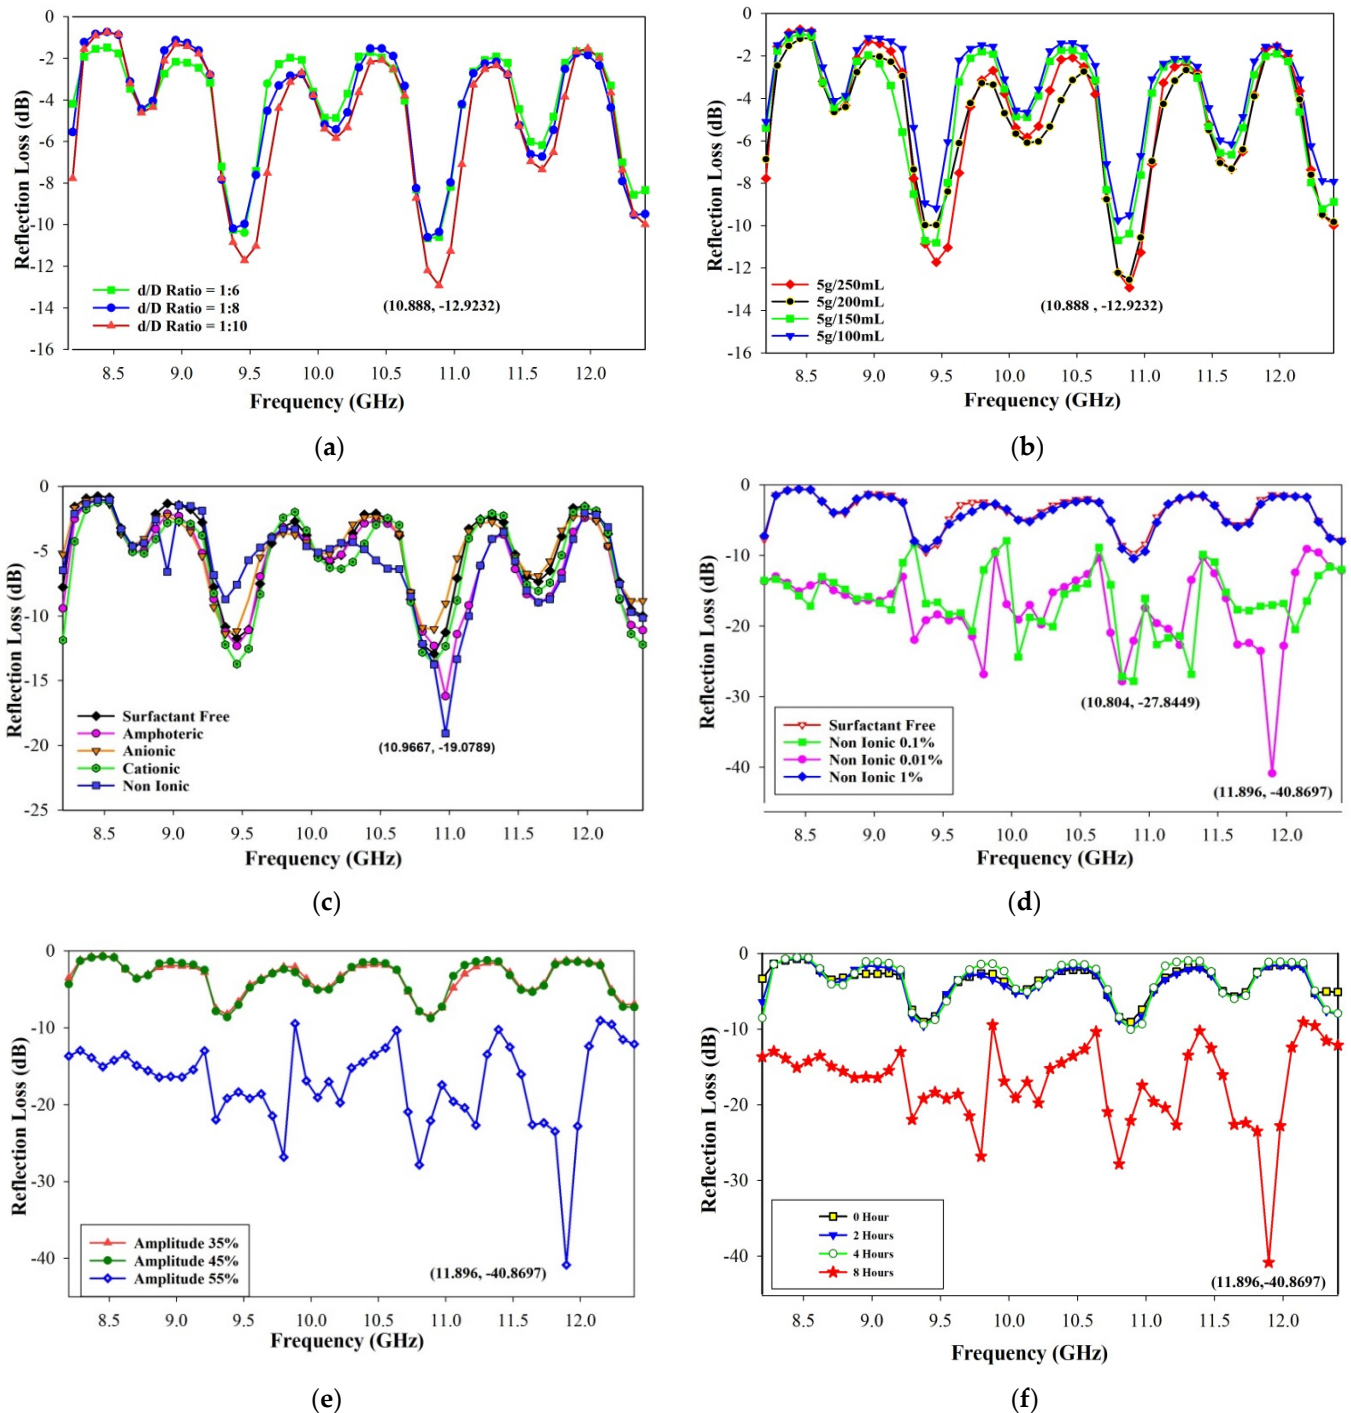 0
-2
-4
-6
-8
-10
-12
-14
-16
Reflection Loss (dB)
d/D Ratio = 1:6
d/D Ratio = 1:8
d/D Ratio = 1:10
(10.888, -12.9232)
8.5 9.0 9.5 10.0 10.5 11.0 11.5 12.0
Frequency (GHz)
(a)
0
-2
-4
-6
-8
-10
-12
-14
-16
Reflection Loss (dB)
5g/250mL
5g/200mL
5g/150mL
5g/100mL
(10.888 , -12.9232)
8.5 9.0 9.5 10.0 10.5 11.0 11.5 12.0
Frequency (GHz)
(b)
0
-5
-10
-15
-20
-25
Reflection Loss (dB)
Surfactant Free
Amphoteric
Anionic
Cationic
Non Ionic
(10.9667, -19.0789)
8.5 9.0 9.5 10.0 10.5 11.0 11.5 12.0
Frequency (GHz)
(c)
0
-10
-20
-30
-40
Reflection Loss (dB)
(10.804, -27.8449)
Surfactant Free
Non Ionic 0.1%
Non Ionic 0.01%
Non Ionic 1%
(11.896, -40.8697)
8.5 9.0 9.5 10.0 10.5 11.0 11.5 12.0
Frequency (GHz)
(d)
0
-10
-20
-30
-40
Reflection Loss (dB)
Amplitude 35%
Amplitude 45%
Amplitude 55%
(11.896, -40.8697)
8.5 9.0 9.5 10.0 10.5 11.0 11.5 12.0
Frequency (GHz)
(e)
0
-10
-20
-30
-40
Reflection Loss (dB)
0 Hour
2 Hours
4 Hours
8 Hours
(11.896,-40.8697)
8.5 9.0 9.5 10.0 10.5 11.0 11.5 12.0
Frequency (GHz)
(f)